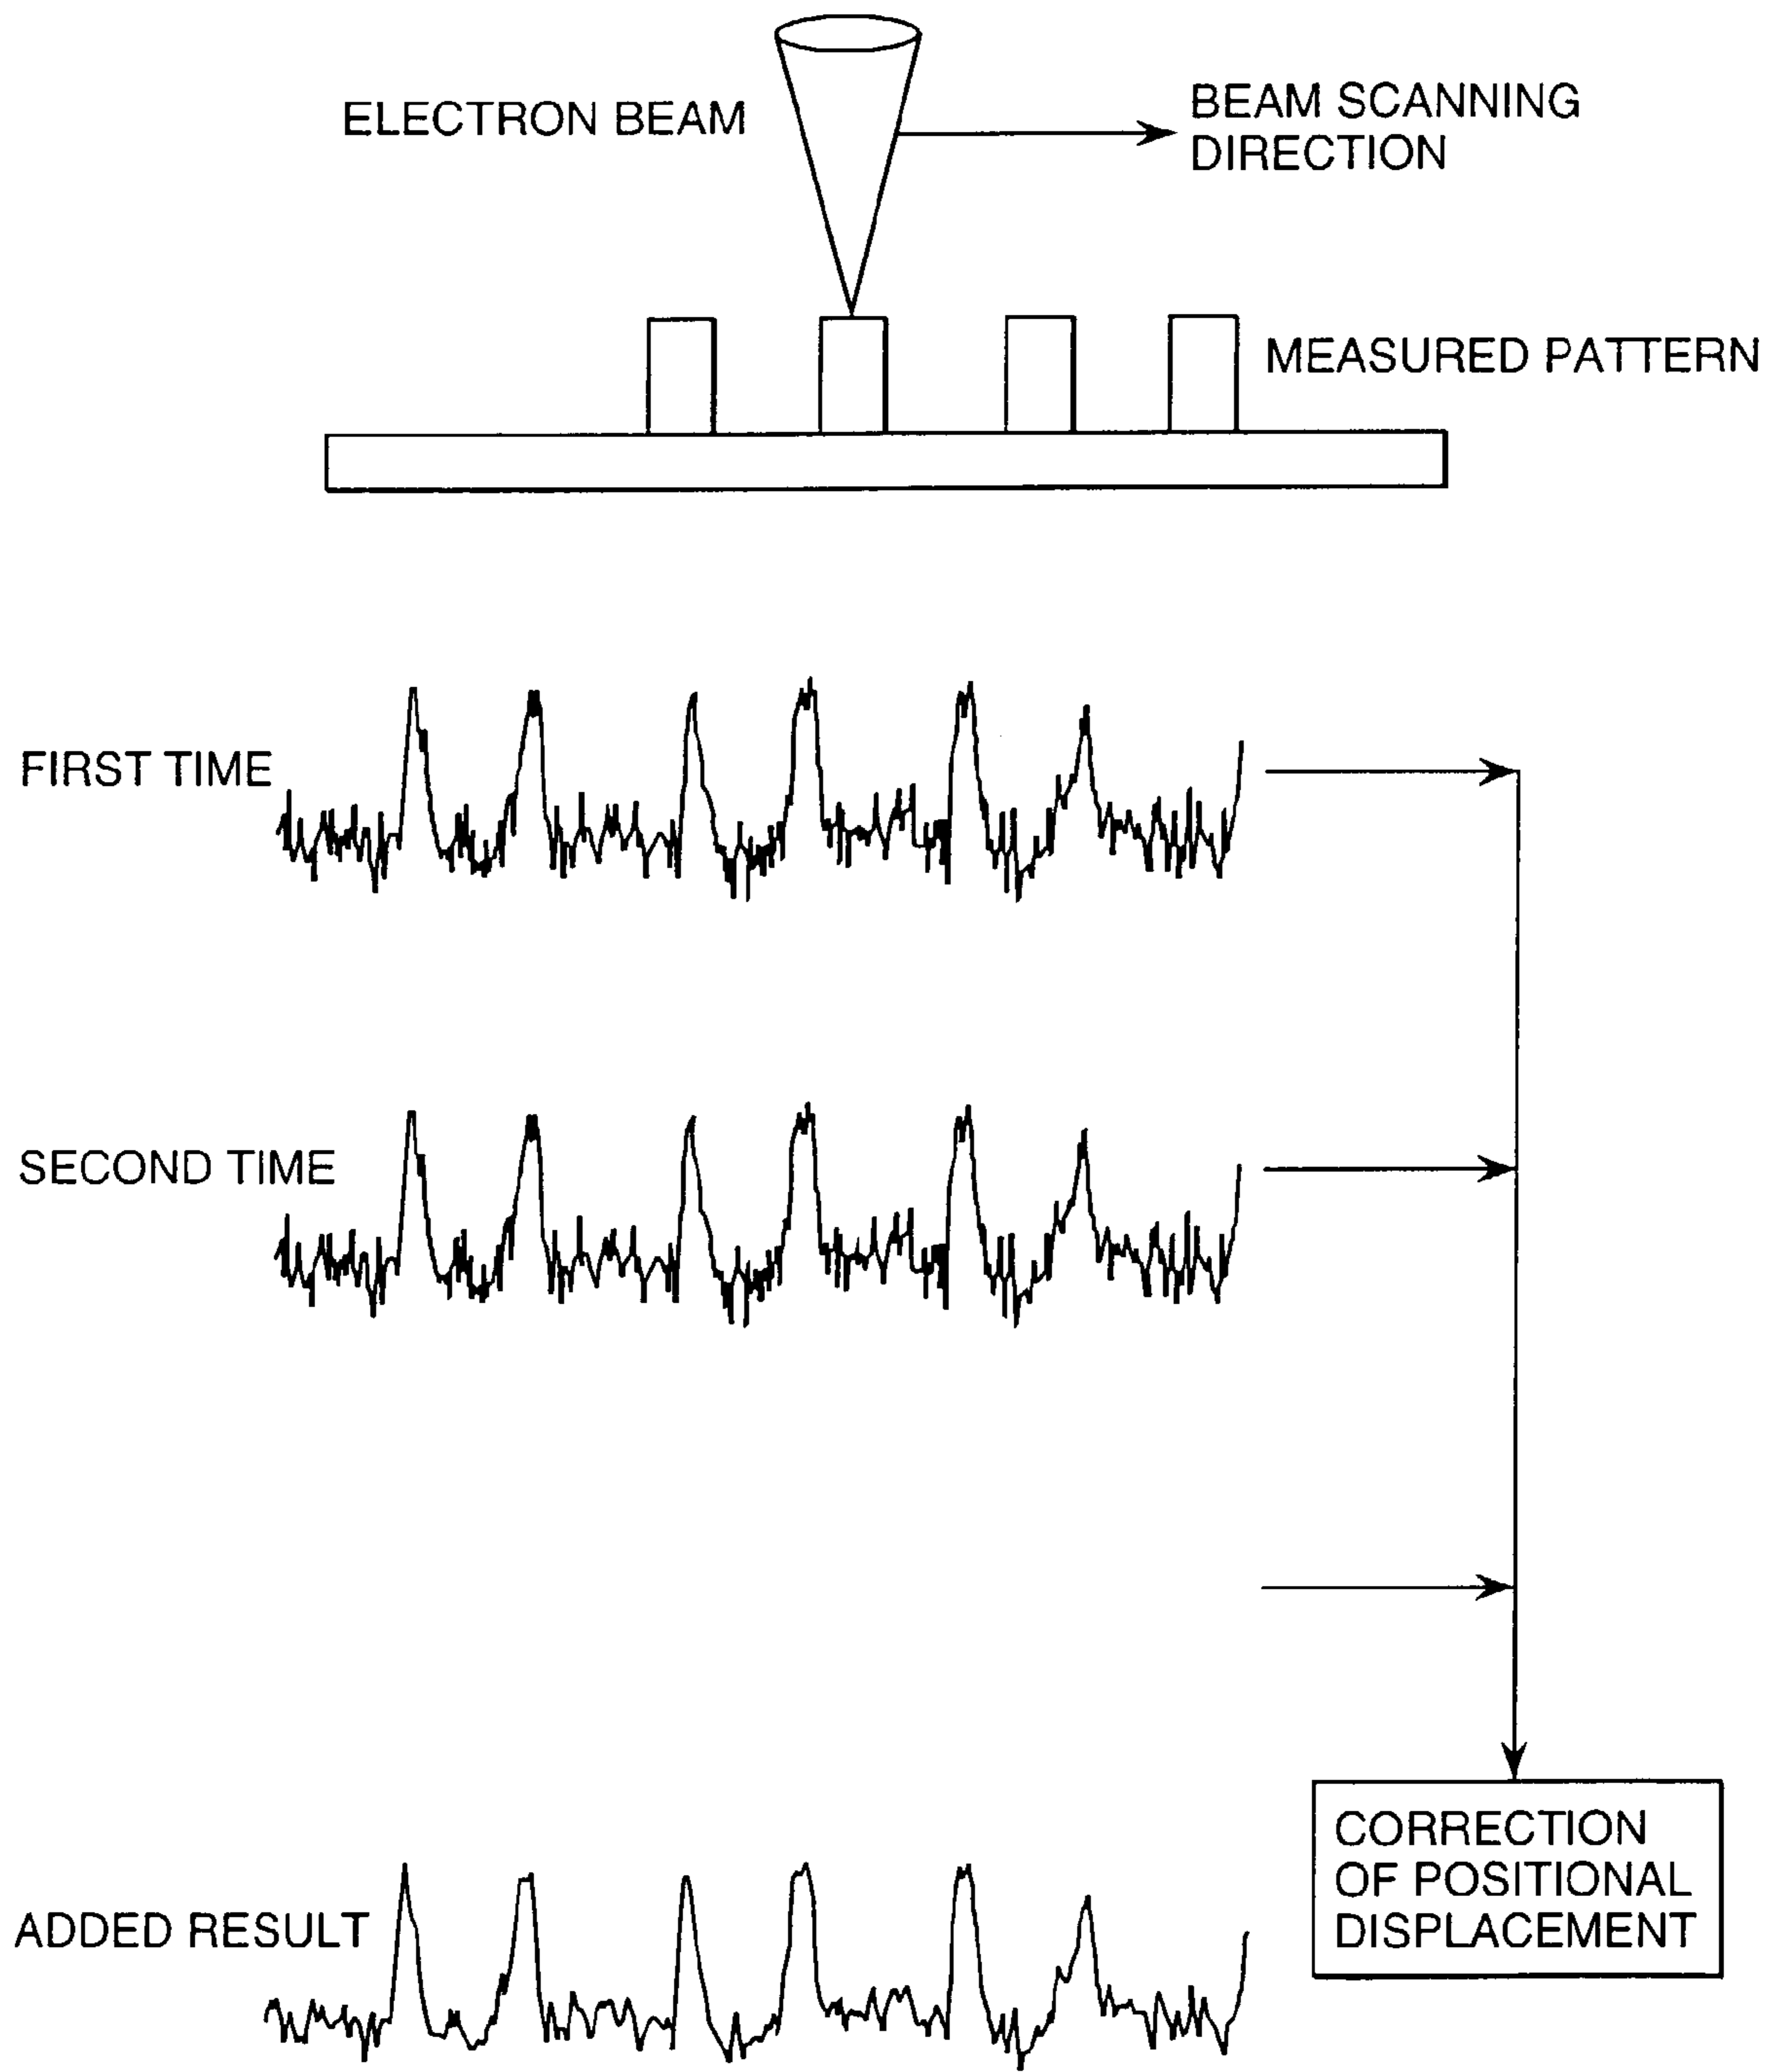 ELECTRON BEAM
BEAM SCANNING
DIRECTION
MEASURED PATTERN
FIRST TIME
SECOND TIME
CORRECTION
OF POSITIONAL
DISPLACEMENT
ADDED RESULT